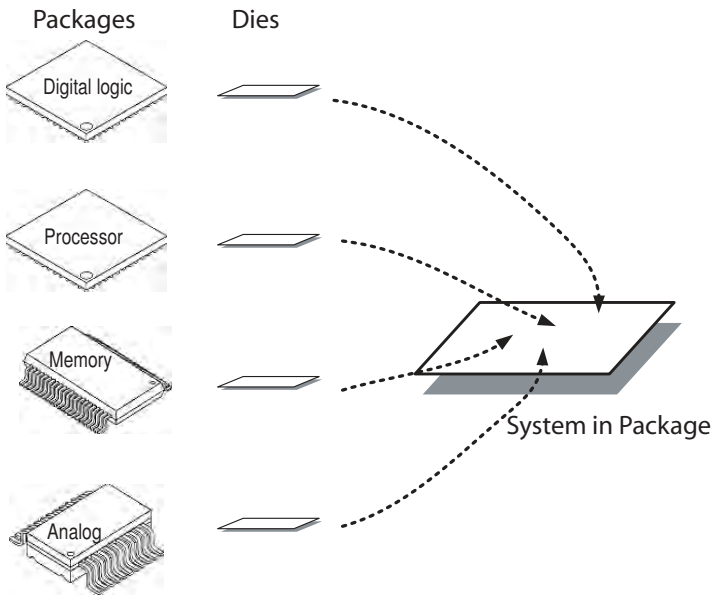 Packages
Dies
Digital logic
Processor
Memory
System in Package
Analog